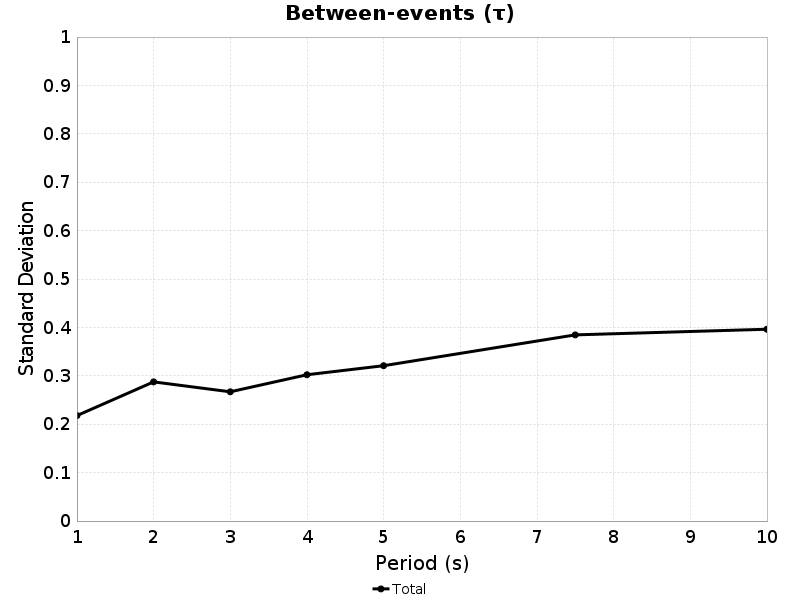 Between-events (τ)
1
0.9
0.8
0.7
0.6
0.5
0.4
0.3
0.2
0.1
0
Standard Deviation
1 2 3 4 5 6 7 8 9 10
Period (s)
Total